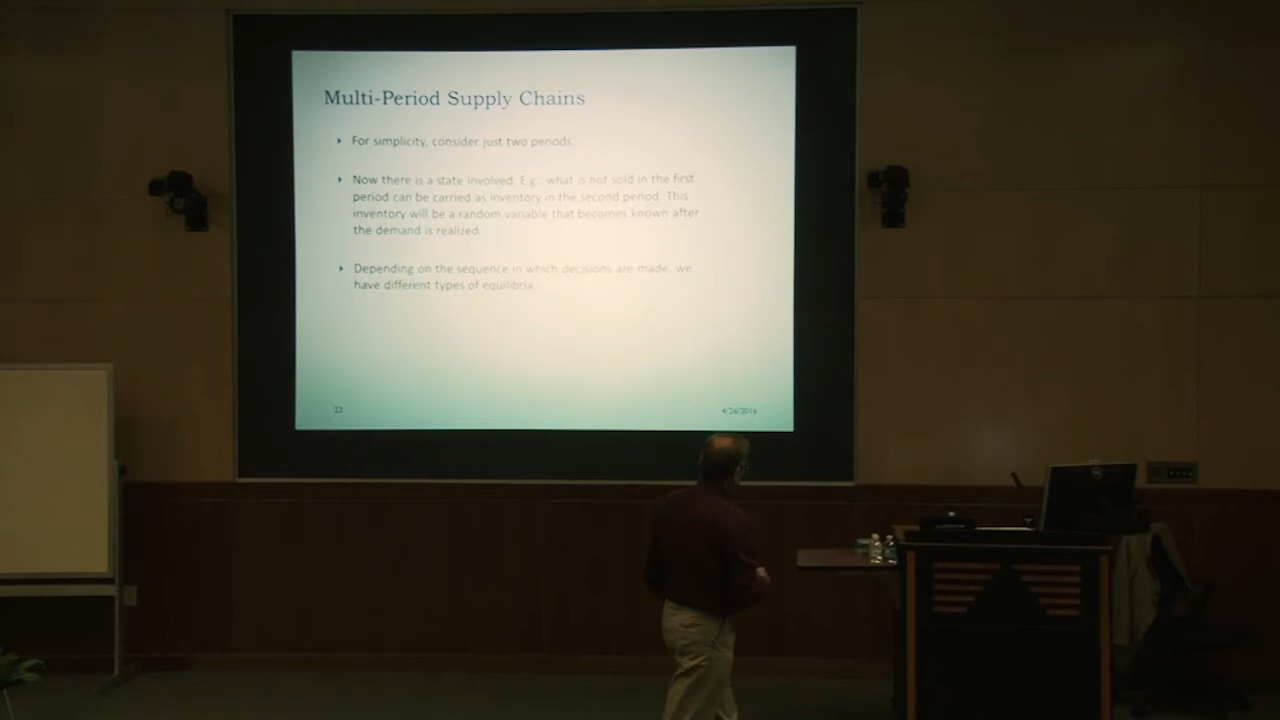 Multi-Period Supply Chains
For simplicity, consider just two periods.
Now there is a state involved. E.g., what is not sold in the first
period can be carried as inventory in the second period. This
inventory will be a random variable that becomes known after
the demand is realized
Depending on the sequence in which decisions are made, we
have different types of equilibria.
22
4/26/2016